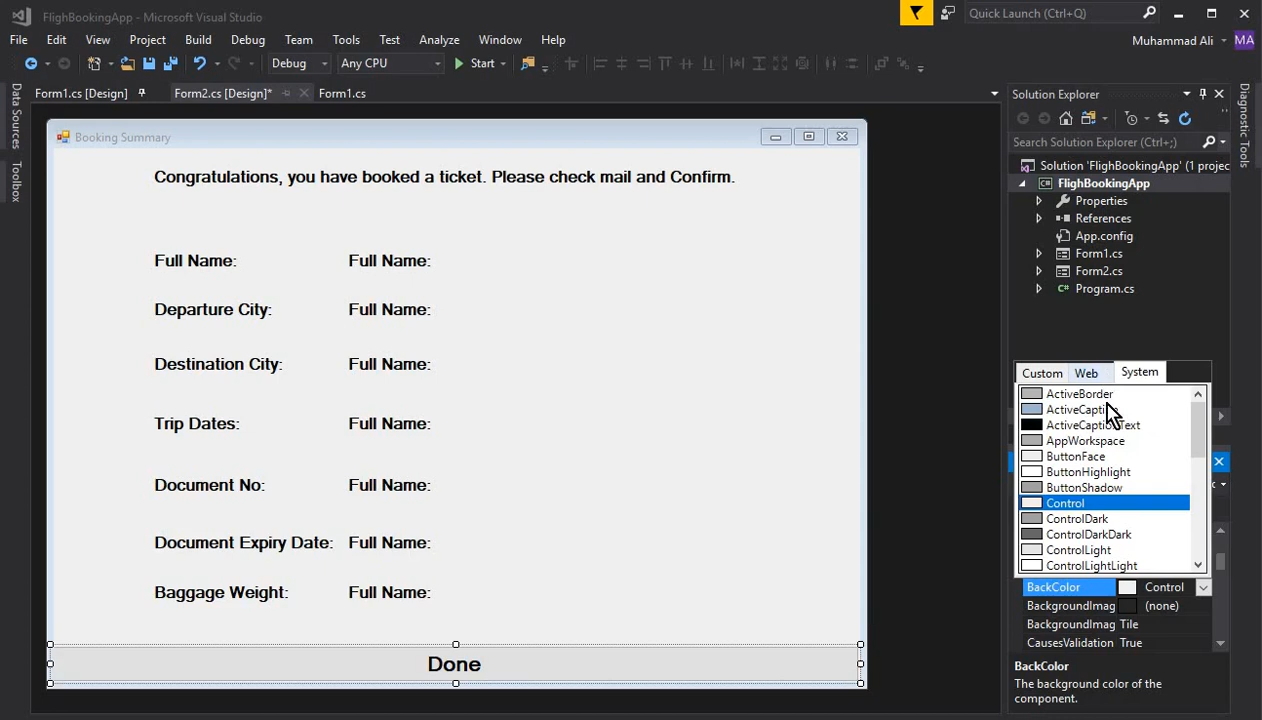 FlighBookingApp - Microsoft Visual Studio
Quick Launch (Ctrl+Q)
File Edit View Project Build Debug Team Tools Test Analyze Window Help
Muhammad Ali MA
Debug Any CPU Start
Form1.cs [Design] Form2.cs [Design]* Form1.cs
Data Sources
Toolbox
Booking Summary
Congratulations, you have booked a ticket. Please check mail and Confirm.
Full Name: Full Name:
Departure City: Full Name:
Destination City: Full Name:
Trip Dates: Full Name:
Document No: Full Name:
Document Expiry Date: Full Name:
Baggage Weight: Full Name:
Done
Solution Explorer
Search Solution Explorer (Ctrl+;)
Solution 'FlighBookingApp' (1 projec
FlighBookingApp
Properties
References
App.config
Form1.cs
Form2.cs
Program.cs
Custom Web System
ActiveBorder
ActiveCapti
ActiveCaptionText
AppWorkspace
ButtonFace
ButtonHighlight
ButtonShadow
Control
ControlDark
ControlDarkDark
ControlLight
ControlLightLight
BackColor Control
BackgroundImag (none)
BackgroundImag Tile
CausesValidation True
BackColor
The background color of the
component.
Diagnostic Tools